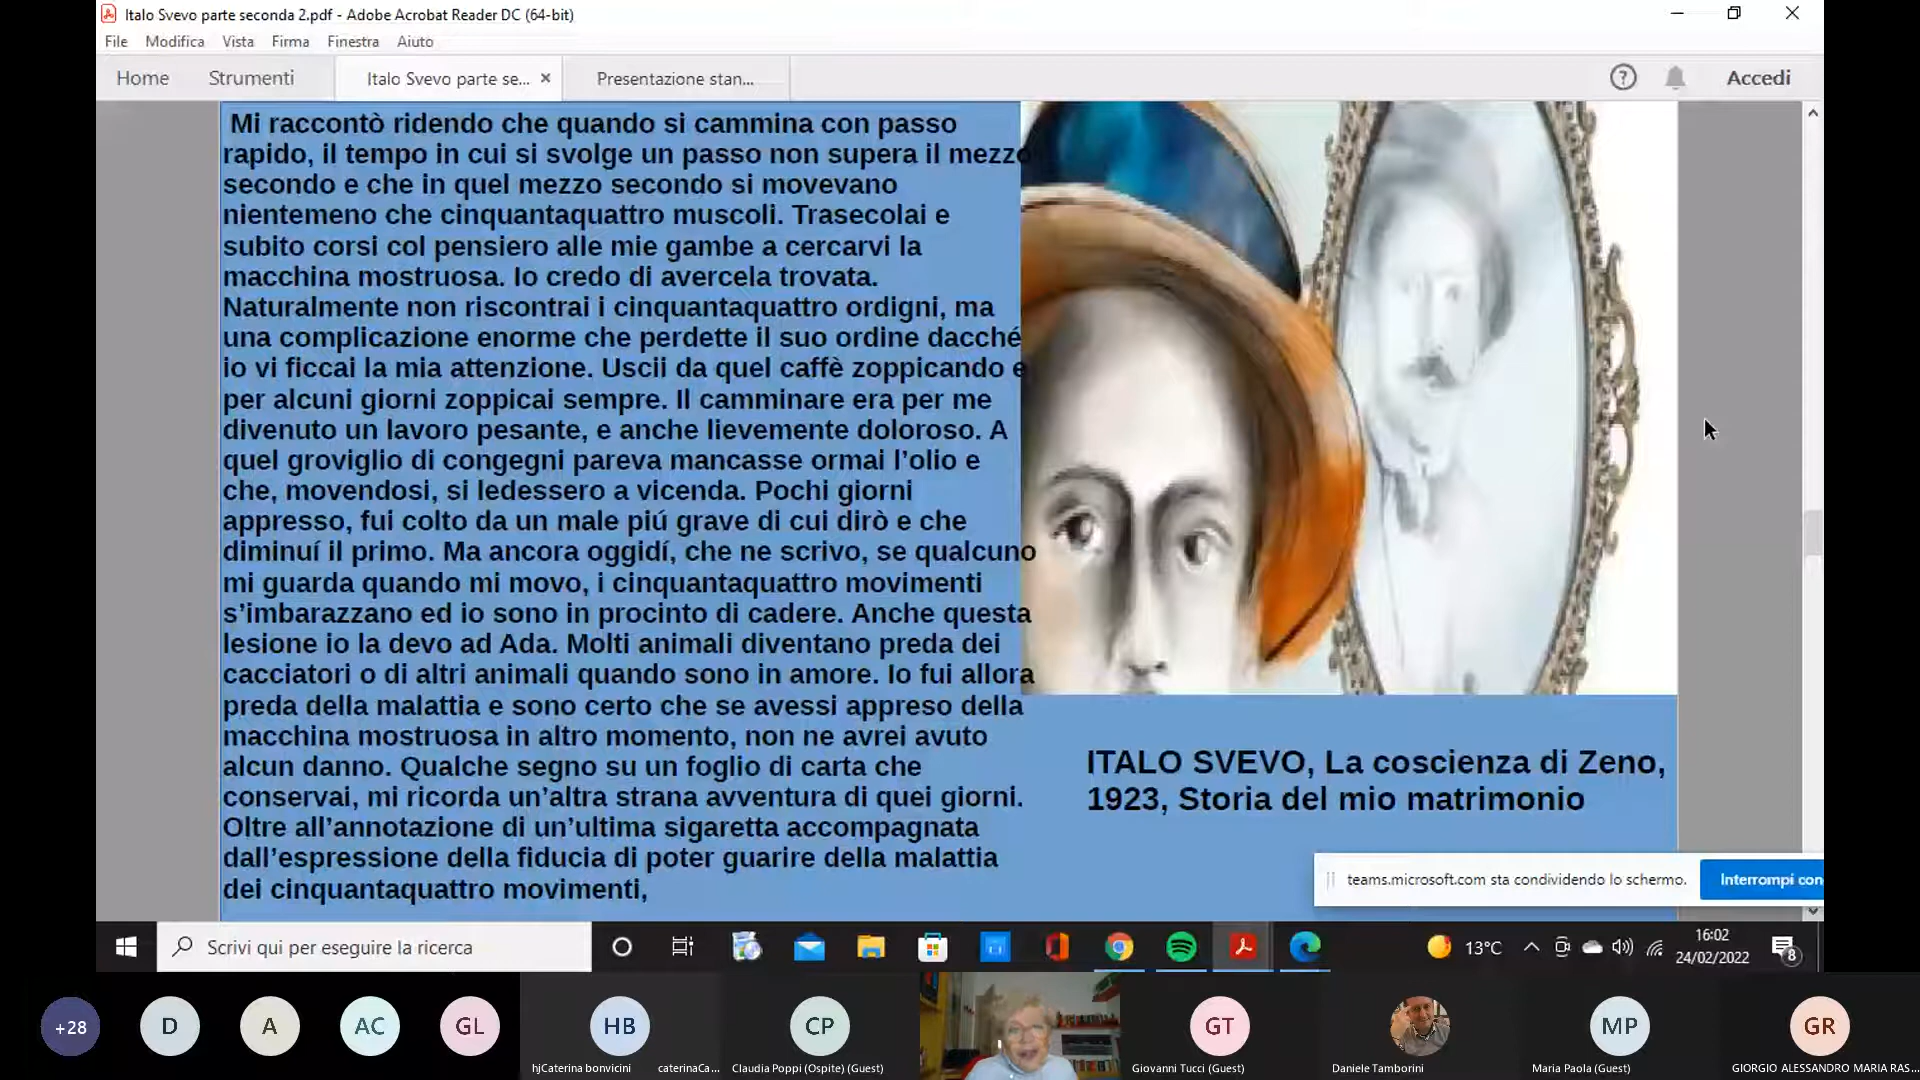 Italo Svevo parte seconda 2.pdf - Adobe Acrobat Reader DC (64-bit)
File Modifica Vista Firma Finestra Aiuto
Home Strumenti Italo Svevo parte se... Presentazione stan... Accedi
Mi raccontò ridendo che quando si cammina con passo
rapido, il tempo in cui si svolge un passo non supera il mezzo
secondo e che in quel mezzo secondo si movevano
nientemeno che cinquantaquattro muscoli. Trasecolai e
subito corsi col pensiero alle mie gambe a cercarvi la
macchina mostruosa. Io credo di avercela trovata.
Naturalmente non riscontrai i cinquantaquattro ordigni, ma
una complicazione enorme che perdette il suo ordine dacché
io vi ficcai la mia attenzione. Uscii da quel caffè zoppicando e
per alcuni giorni zoppicai sempre. Il camminare era per me
divenuto un lavoro pesante, e anche lievemente doloroso. A
quel groviglio di congegni pareva mancasse ormai l’olio e
che, movendosi, si ledessero a vicenda. Pochi giorni
appresso, fui colto da un male piú grave di cui dirò e che
diminuí il primo. Ma ancora oggidí, che ne scrivo, se qualcuno
mi guarda quando mi movo, i cinquantaquattro movimenti
s’imbarazzano ed io sono in procinto di cadere. Anche questa
lesione io la devo ad Ada. Molti animali diventano preda dei
cacciatori o di altri animali quando sono in amore. Io fui allora
preda della malattia e sono certo che se avessi appreso della
macchina mostruosa in altro momento, non ne avrei avuto
alcun danno. Qualche segno su un foglio di carta che
conservai, mi ricorda un’altra strana avventura di quei giorni.
Oltre all’annotazione di un’ultima sigaretta accompagnata
dall’espressione della fiducia di poter guarire della malattia
dei cinquantaquattro movimenti,
ITALO SVEVO, La coscienza di Zeno,
1923, Storia del mio matrimonio
teams.microsoft.com sta condividendo lo schermo. Interrompi con
Scrivi qui per eseguire la ricerca
13°C
16:02
24/02/2022
8
+28 D A AC GL HB CP GT MP GR
hjCaterina bonvicini caterinaCa... Claudia Poppi (Ospite) (Guest) Giovanni Tucci (Guest) Daniele Tamborini Maria Paola (Guest) GIORGIO ALESSANDRO MARIA RAS...